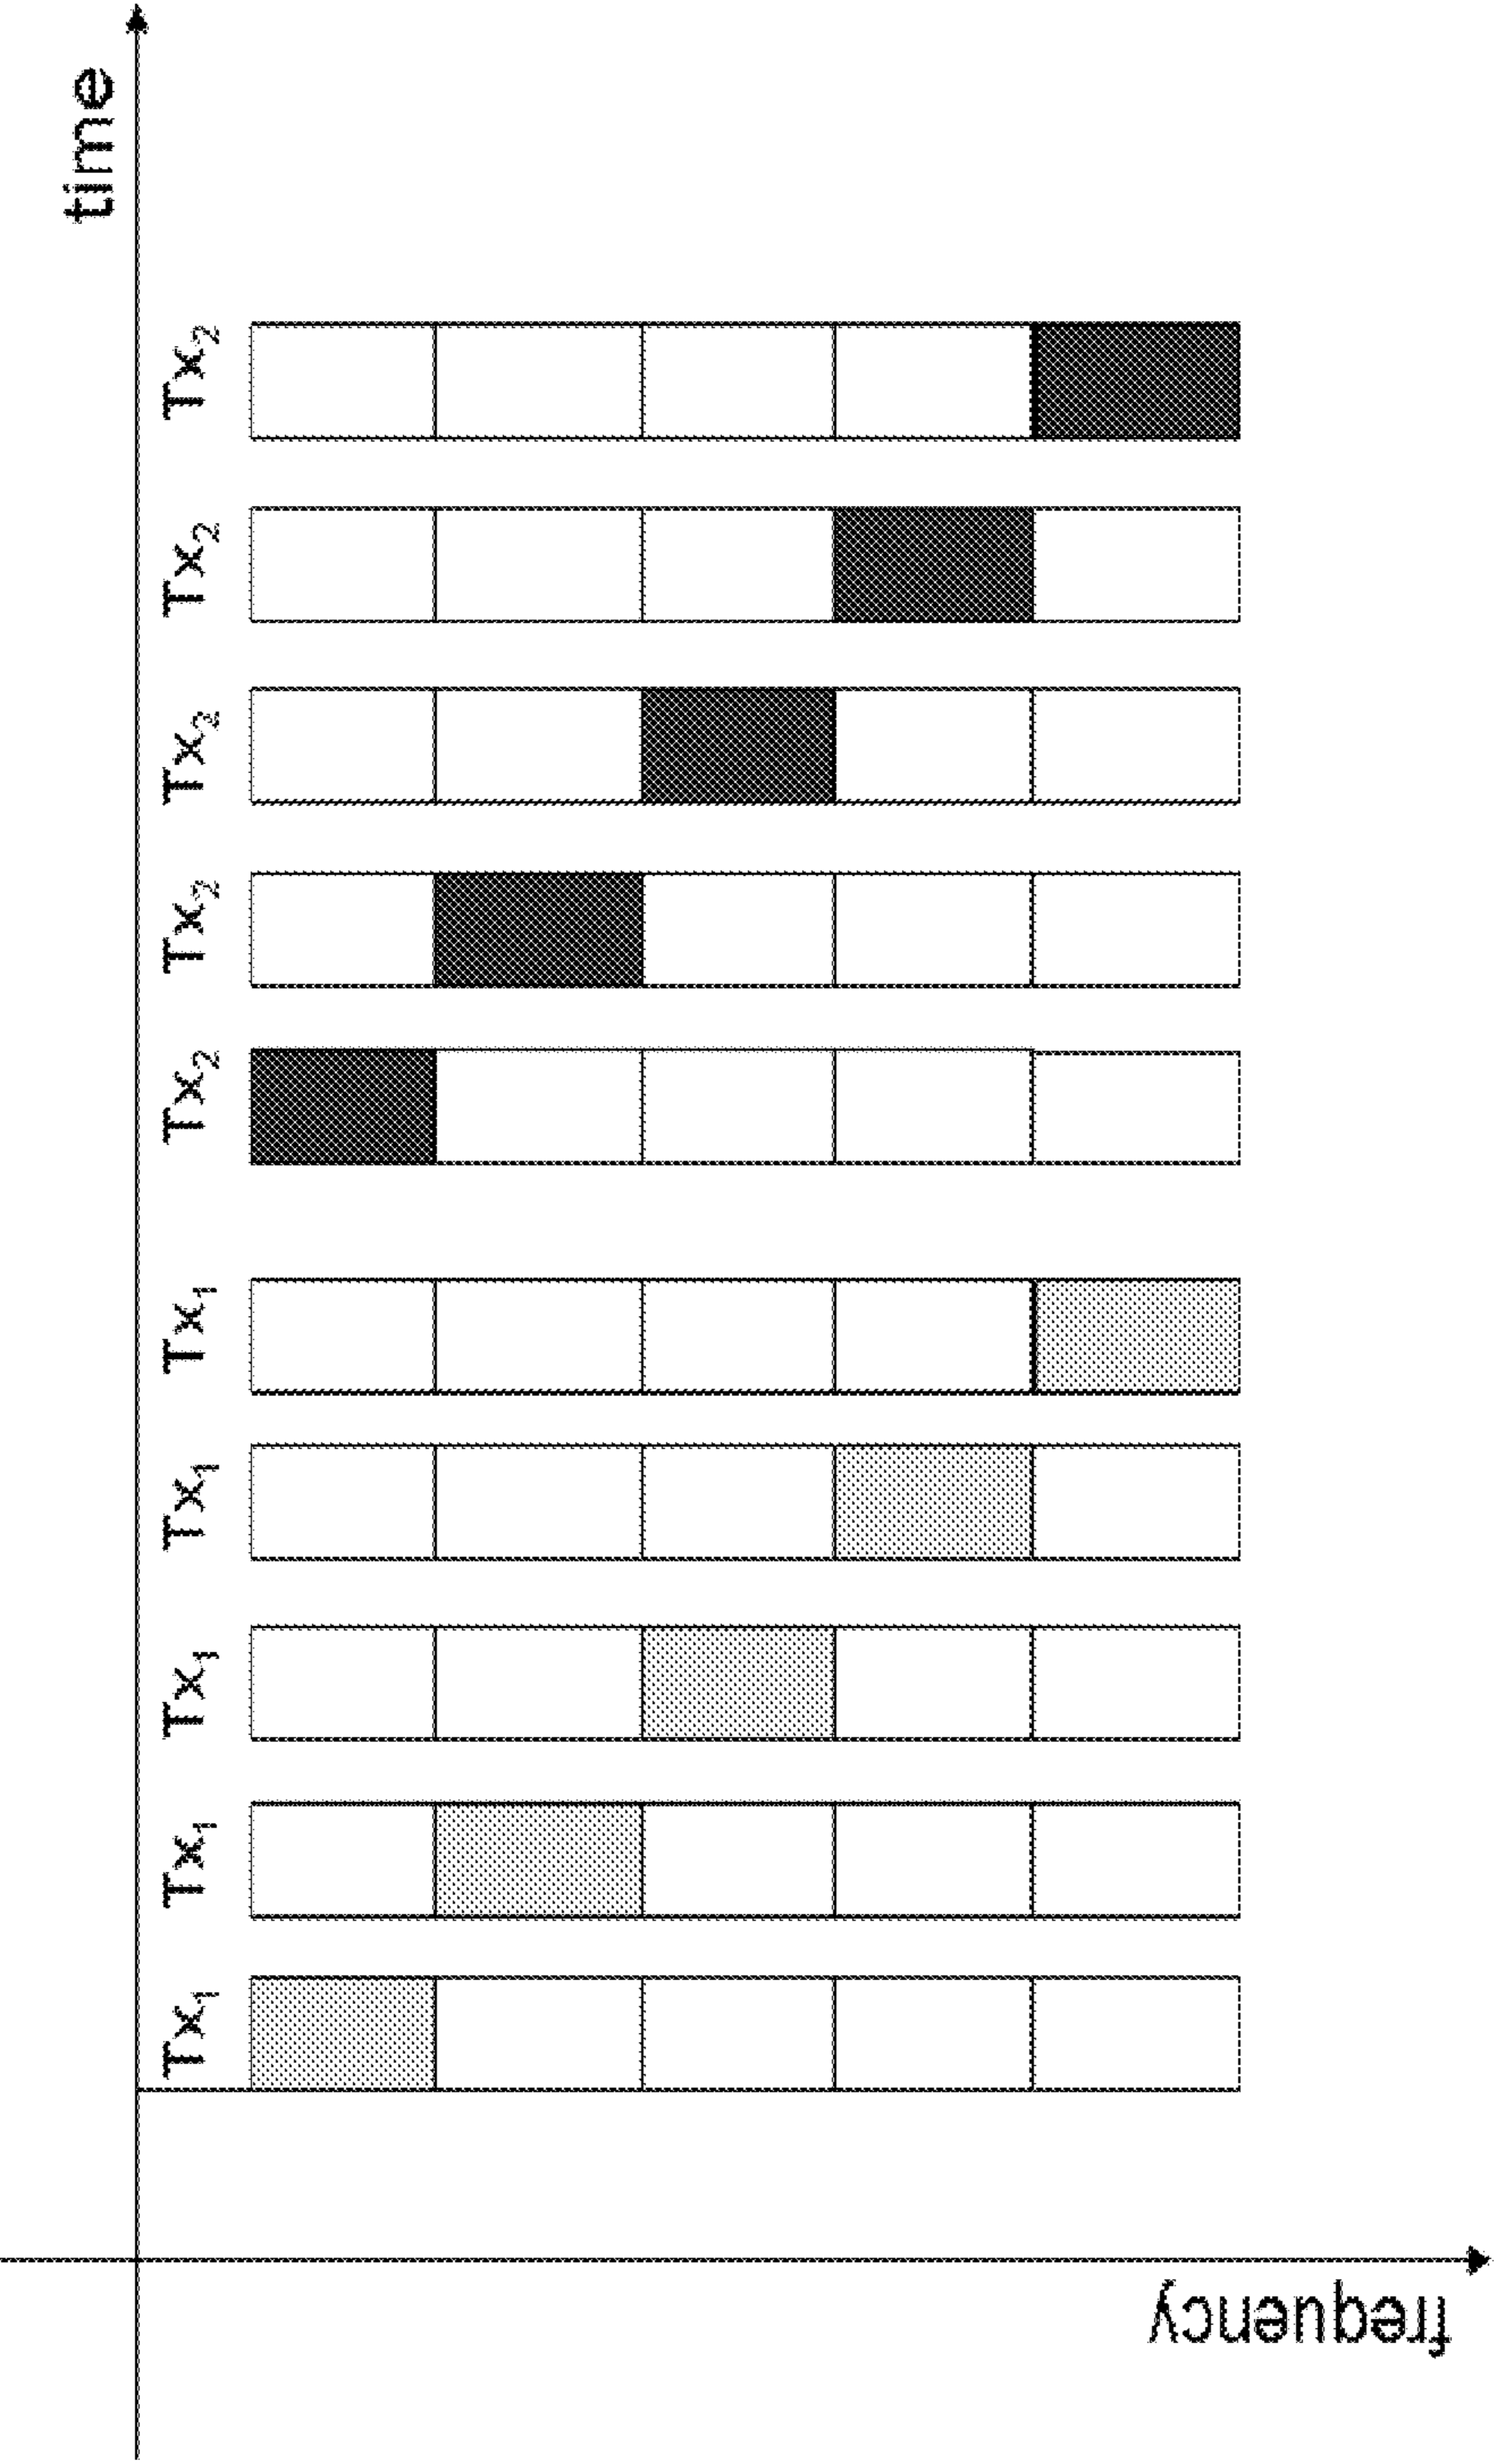 time
Tx₂
Tx₂
Tx₂
Tx₂
Tx₂
Tx₁
Tx₁
Tx₁
Tx₁
Tx₁
frequency